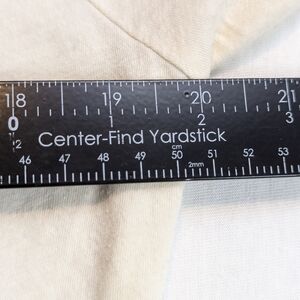 18 19 20 21
0 1 2 3
Center-Find Yardstick
cm
46 47 48 49 50 51 52 53
2mm